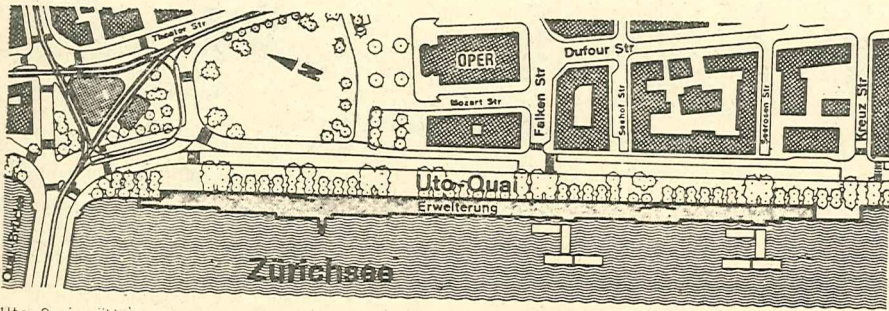 Theater Str
N
OPER
Dufour Str
Mozart Str
Falken Str
Seehof Str
Seerosen Str
Kreuz Str
Uto-Quai
Erweiterung
Quai-Brücke
Zürichsee